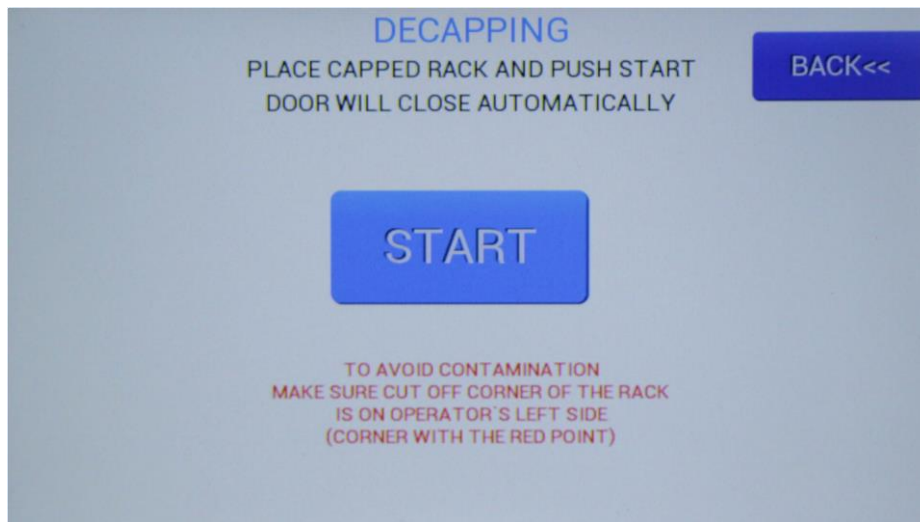 DECAPPING
PLACE CAPPED RACK AND PUSH START
DOOR WILL CLOSE AUTOMATICALLY
BACK<<
START
TO AVOID CONTAMINATION
MAKE SURE CUT OFF CORNER OF THE RACK
IS ON OPERATOR`S LEFT SIDE
(CORNER WITH THE RED POINT)